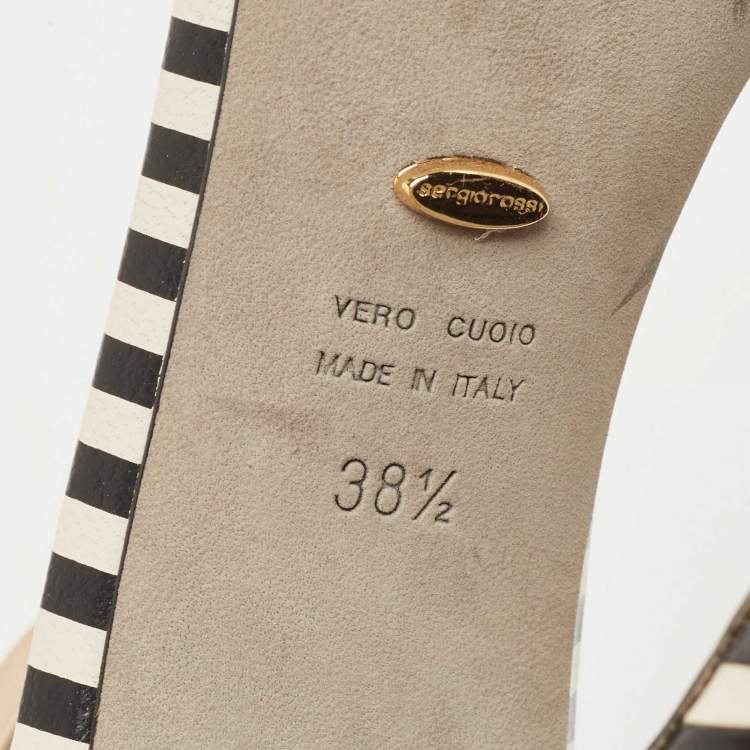 sergiorossi
VERO CUOIO
MADE IN ITALY
38½